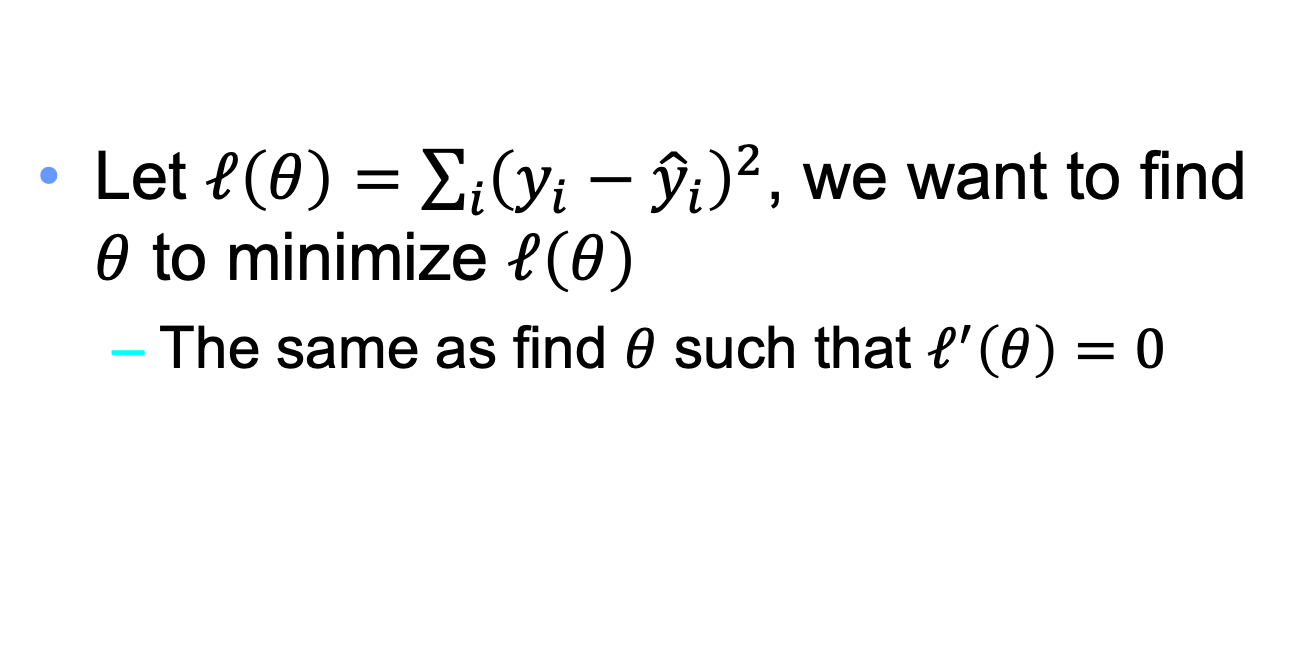 • Let ℓ(θ) = ∑ᵢ(yᵢ − ŷᵢ)², we want to find
θ to minimize ℓ(θ)
– The same as find θ such that ℓ′(θ) = 0